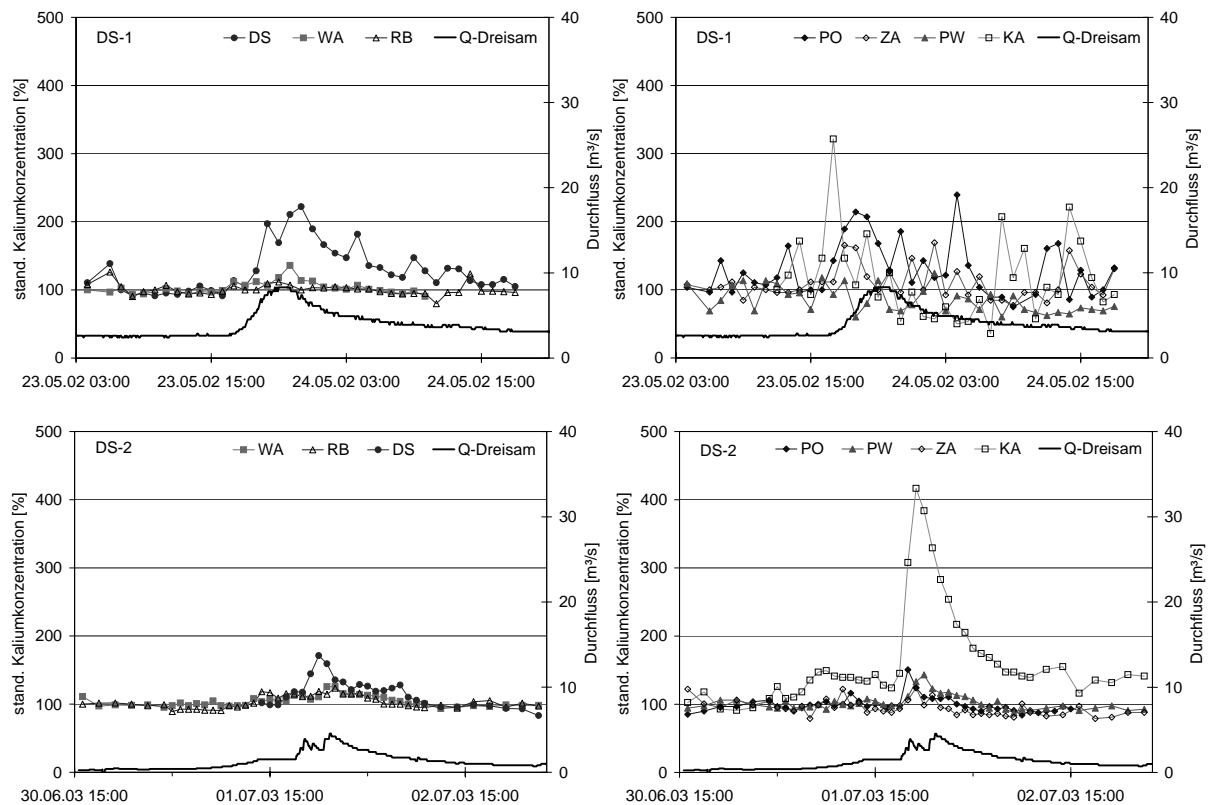 DS-1
DS WA RB Q-Dreisam
stand. Kaliumkonzentration [%]
500
400
300
200
100
0
40
30
20
10
0
Durchfluss [m³/s]
23.05.02 03:00 23.05.02 15:00 24.05.02 03:00 24.05.02 15:00
DS-1
PO ZA PW KA Q-Dreisam
stand. Kaliumkonzentration [%]
500
400
300
200
100
0
40
30
20
10
0
Durchfluss [m³/s]
23.05.02 03:00 23.05.02 15:00 24.05.02 03:00 24.05.02 15:00
DS-2
WA RB DS Q-Dreisam
stand. Kaliumkonzentration [%]
500
400
300
200
100
0
40
30
20
10
0
Durchfluss [m³/s]
30.06.03 15:00 01.07.03 15:00 02.07.03 15:00
DS-2
PO PW ZA KA Q-Dreisam
stand. Kaliumkonzentration [%]
500
400
300
200
100
0
40
30
20
10
0
Durchfluss [m³/s]
30.06.03 15:00 01.07.03 15:00 02.07.03 15:00